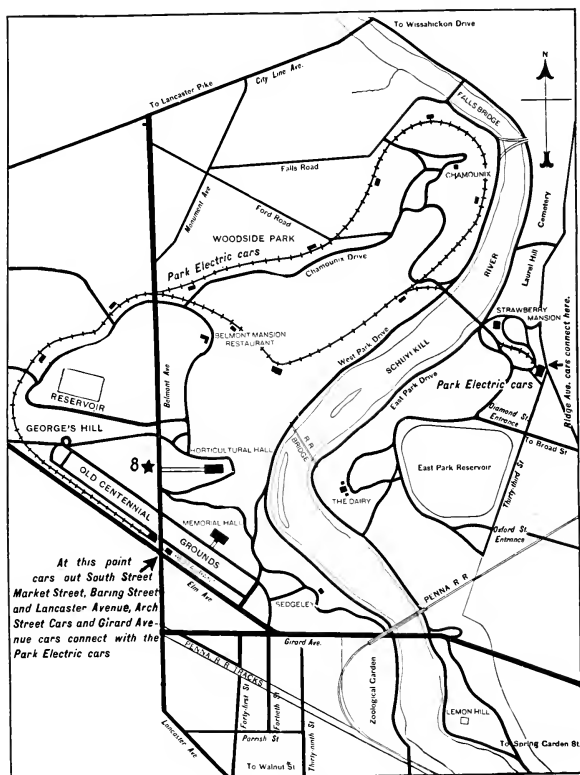 To Wissahickon Drive
City Line Ave.
To Lancaster Pike
N
FALLS BRIDGE
Falls Road
CHAMOUNIX
Monument Ave
Ford Road
Cemetery
WOODSIDE PARK
Park Electric cars
Chamounix Drive
RIVER
Laurel Hill
STRAWBERRY
MANSION
BELMONT MANSION
RESTAURANT
West Park Drive
SCHUYLKILL
East Park Drive
Park Electric cars
Ridge Ave. cars connect here.
RESERVOIR
Belmont Ave
Diamond St.
Entrance
To Broad St
GEORGE'S HILL
HORTICULTURAL HALL
R R
BRIDGE
8
East Park Reservoir
Thirty-third St
OLD CENTENNIAL
GROUNDS
THE DAIRY
MEMORIAL HALL
Oxford St.
Entrance
Elm Ave
At this point
cars out South Street
Market Street, Baring Street
and Lancaster Avenue, Arch
Street Cars and Girard Ave-
nue cars connect with the
Park Electric cars
SEDGELEY
PENNA R R
Girard Ave.
PENNA R R TRACKS
Forty-first St
Fortieth St
Thirty-ninth St
Zoological Garden
LEMON HILL
Parrish St
Lancaster Ave
To Walnut St
To Spring Garden St.